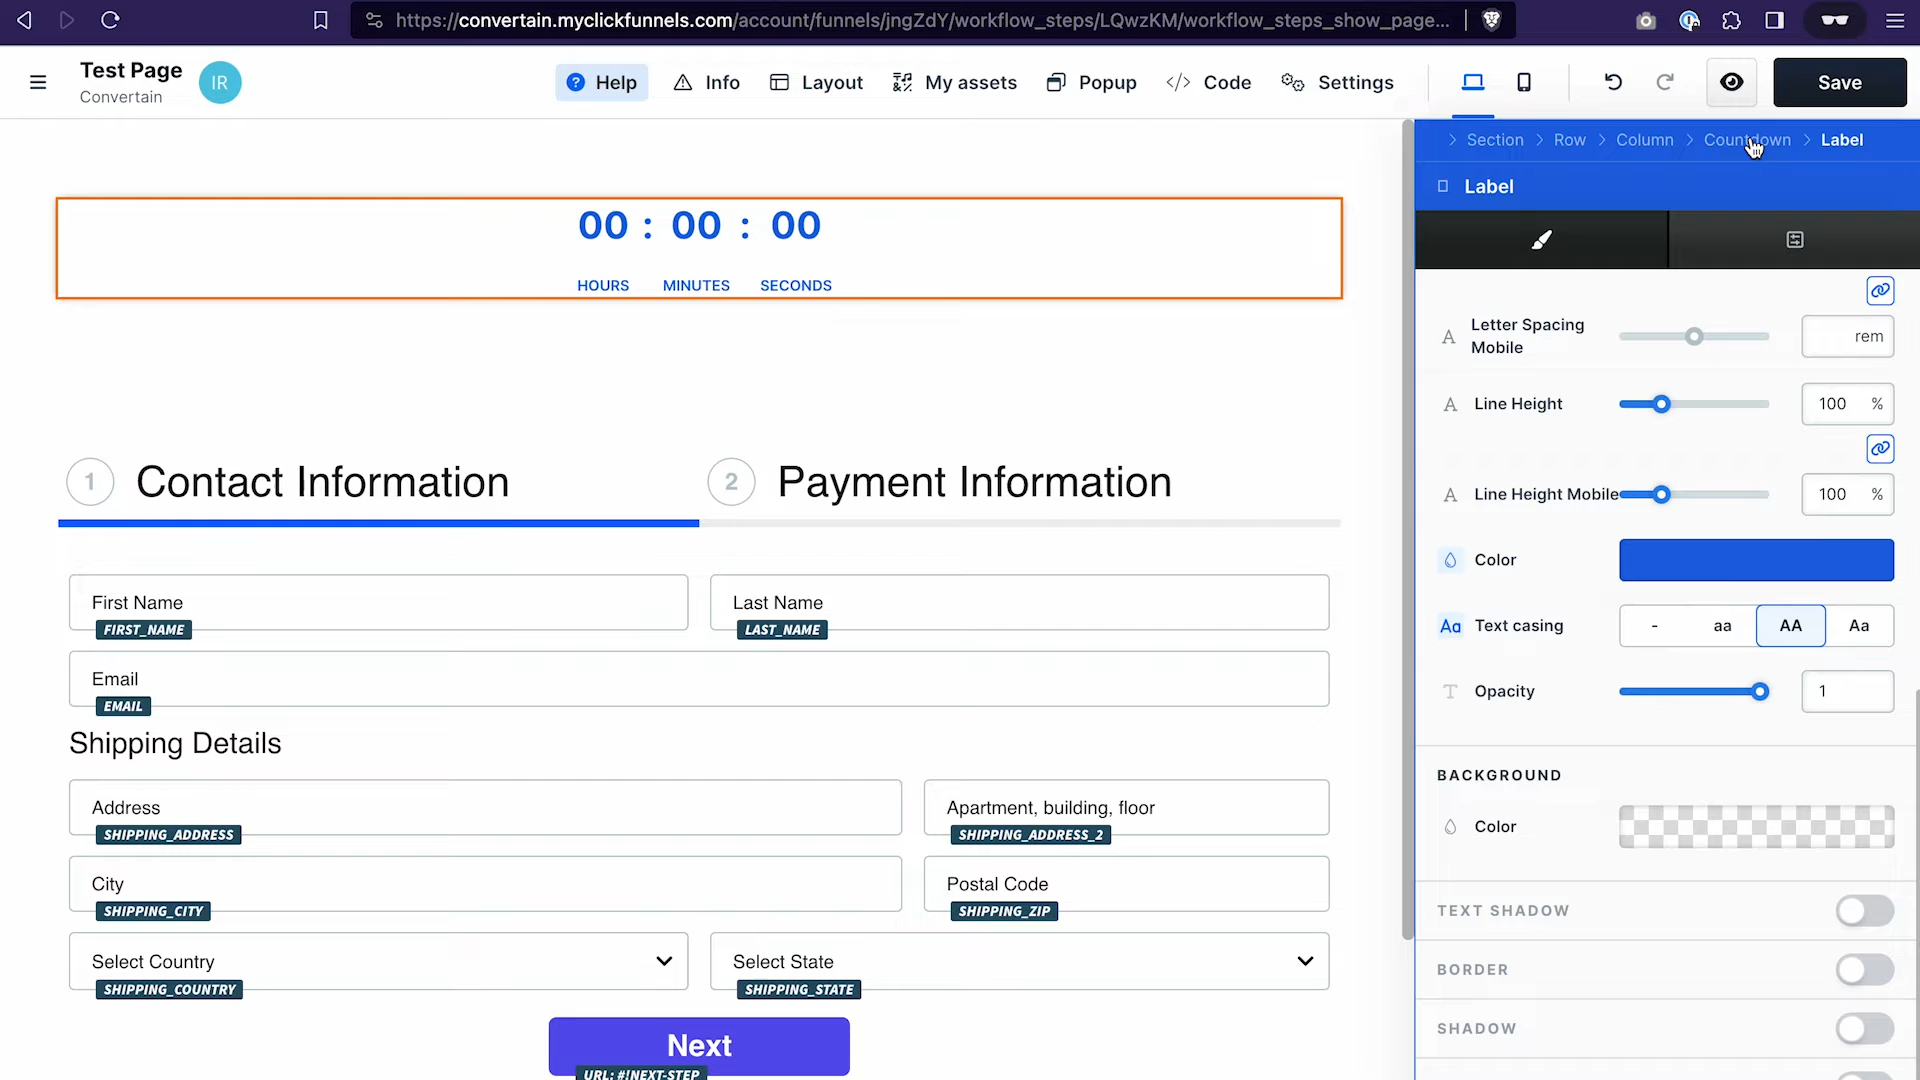 https://convertain.myclickfunnels.com/account/funnels/jngZdY/workflow_steps/LQwzKM/workflow_steps_show_page...
Test Page
Convertain
IR
Help
Info
Layout
My assets
Popup
</> Code
Settings
Save
Section > Row > Column > Countdown > Label
Label
00 : 00 : 00
HOURS MINUTES SECONDS
Letter Spacing
Mobile
rem
Line Height
100 %
Line Height Mobile
100 %
Color
Aa Text casing
- aa AA Aa
Opacity
1
BACKGROUND
Color
TEXT SHADOW
BORDER
SHADOW
1 Contact Information
2 Payment Information
First Name
FIRST_NAME
Last Name
LAST_NAME
Email
EMAIL
Shipping Details
Address
SHIPPING_ADDRESS
Apartment, building, floor
SHIPPING_ADDRESS_2
City
SHIPPING_CITY
Postal Code
SHIPPING_ZIP
Select Country
SHIPPING_COUNTRY
Select State
SHIPPING_STATE
Next
URL: #!NEXT-STEP